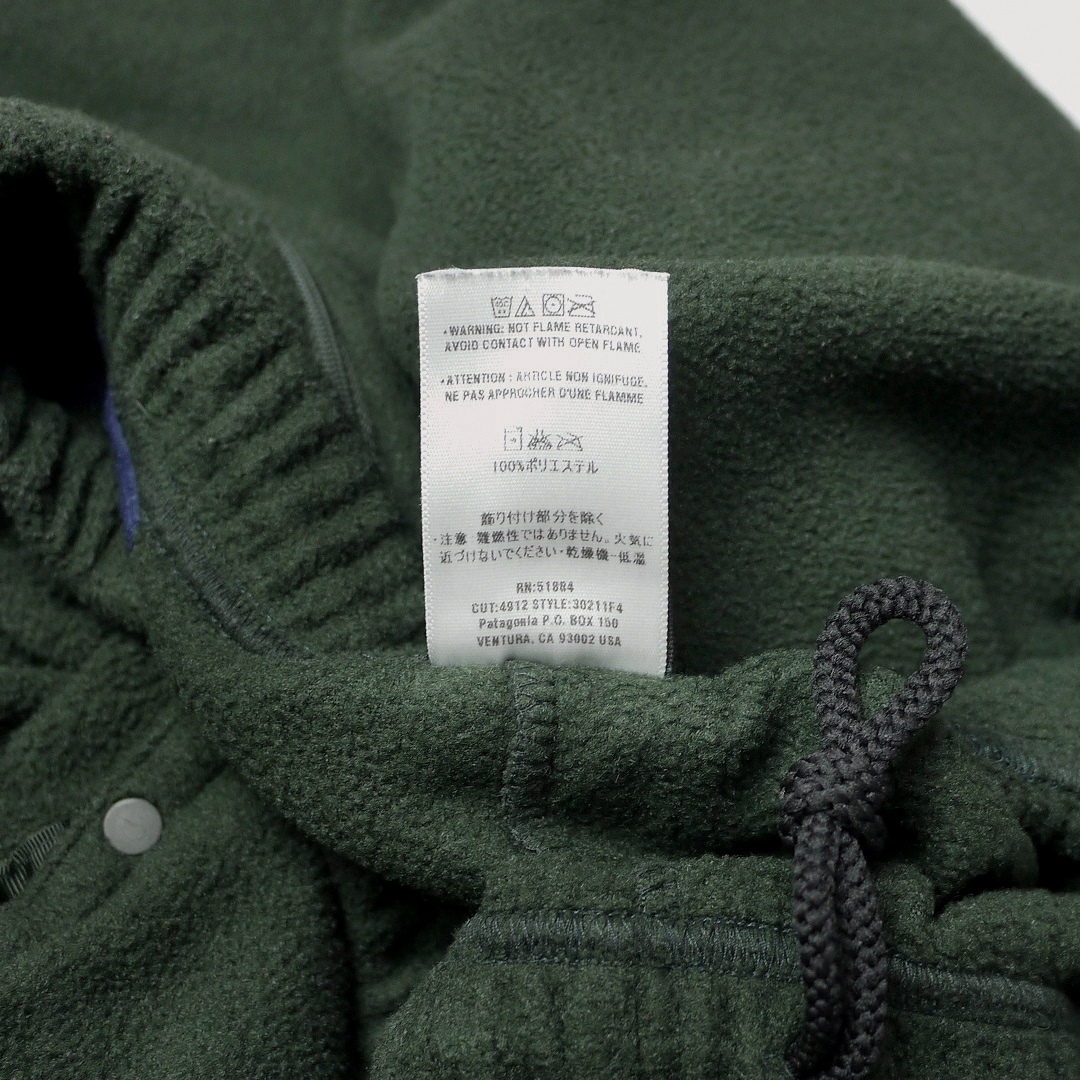 • WARNING: NOT FLAME RETARDANT.
AVOID CONTACT WITH OPEN FLAME
• ATTENTION : ARTICLE NON IGNIFUGE.
NE PAS APPROCHER D'UNE FLAMME
100%ポリエステル
飾り付け部分を除く
・注意 難燃性ではありません。火気に
近づけないでください・乾燥機-低温
RN:51884
CUT:4912 STYLE:30211F4
Patagonia P.O. BOX 150
VENTURA, CA 93002 USA